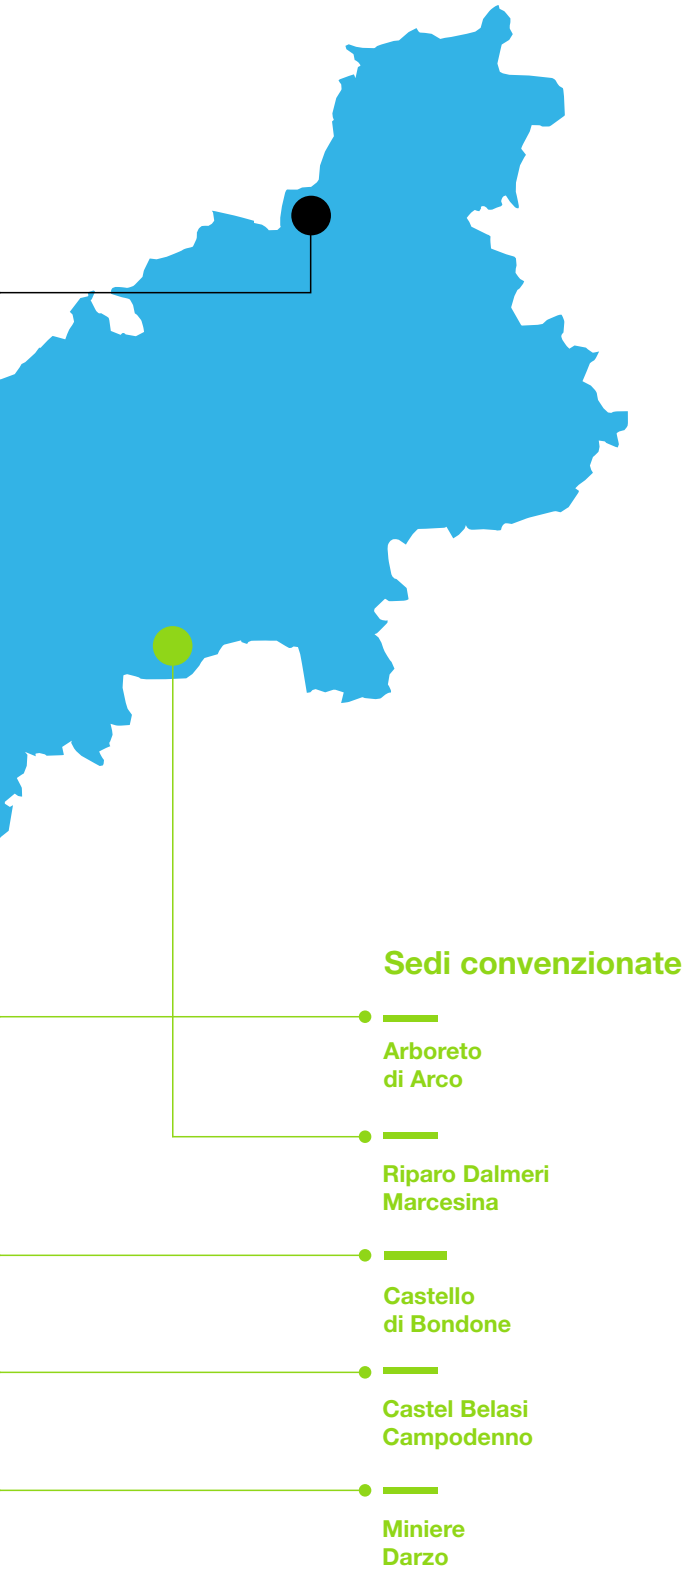 Sedi convenzionate
Arboreto
di Arco
Riparo Dalmeri
Marcesina
Castello
di Bondone
Castel Belasi
Campodenno
Miniere
Darzo